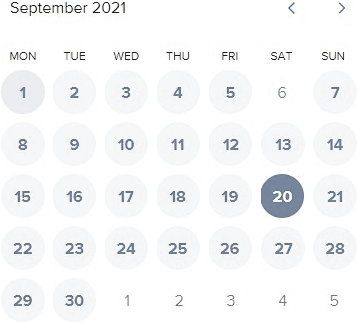 September 2021
MON TUE WED THU FRI SAT SUN
1 2 3 4 5 6 7
8 9 10 11 12 13 14
15 16 17 18 19 20 21
22 23 24 25 26 27 28
29 30 1 2 3 4 5